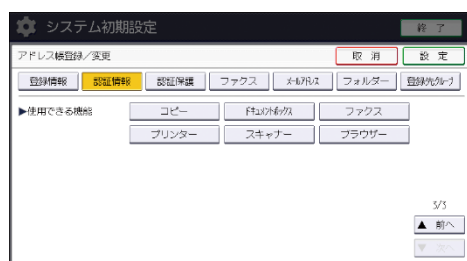 システム初期設定 終 了
アドレス帳登録／変更 取 消 設 定
登録情報 認証情報 認証保護 ファクス ﾒｰﾙｱﾄﾞﾚｽ フォルダー 登録先ｸﾞﾙｰﾌﾟ
▶使用できる機能 コピー ﾄﾞｷｭﾒﾝﾄﾎﾞｯｸｽ ファクス
プリンター スキャナー ブラウザー
3/3
▲ 前へ
▼ 次へ